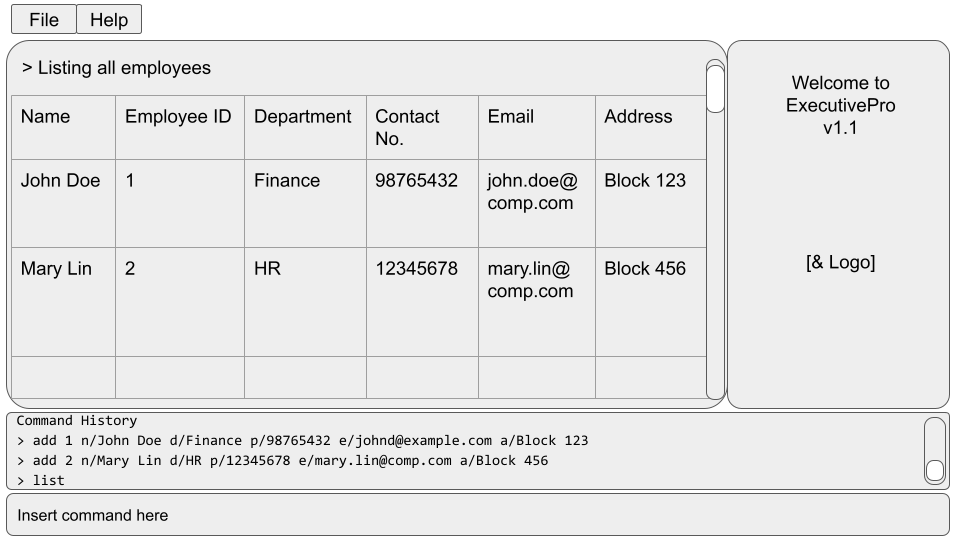 File Help
> Listing all employees
Name Employee ID Department Contact No. Email Address
John Doe 1 Finance 98765432 john.doe@ Block 123
comp.com
Mary Lin 2 HR 12345678 mary.lin@ Block 456
comp.com
Welcome to
ExecutivePro
v1.1
[& Logo]
Command History
> add 1 n/John Doe d/Finance p/98765432 e/johnd@example.com a/Block 123
> add 2 n/Mary Lin d/HR p/12345678 e/mary.lin@comp.com a/Block 456
> list
Insert command here